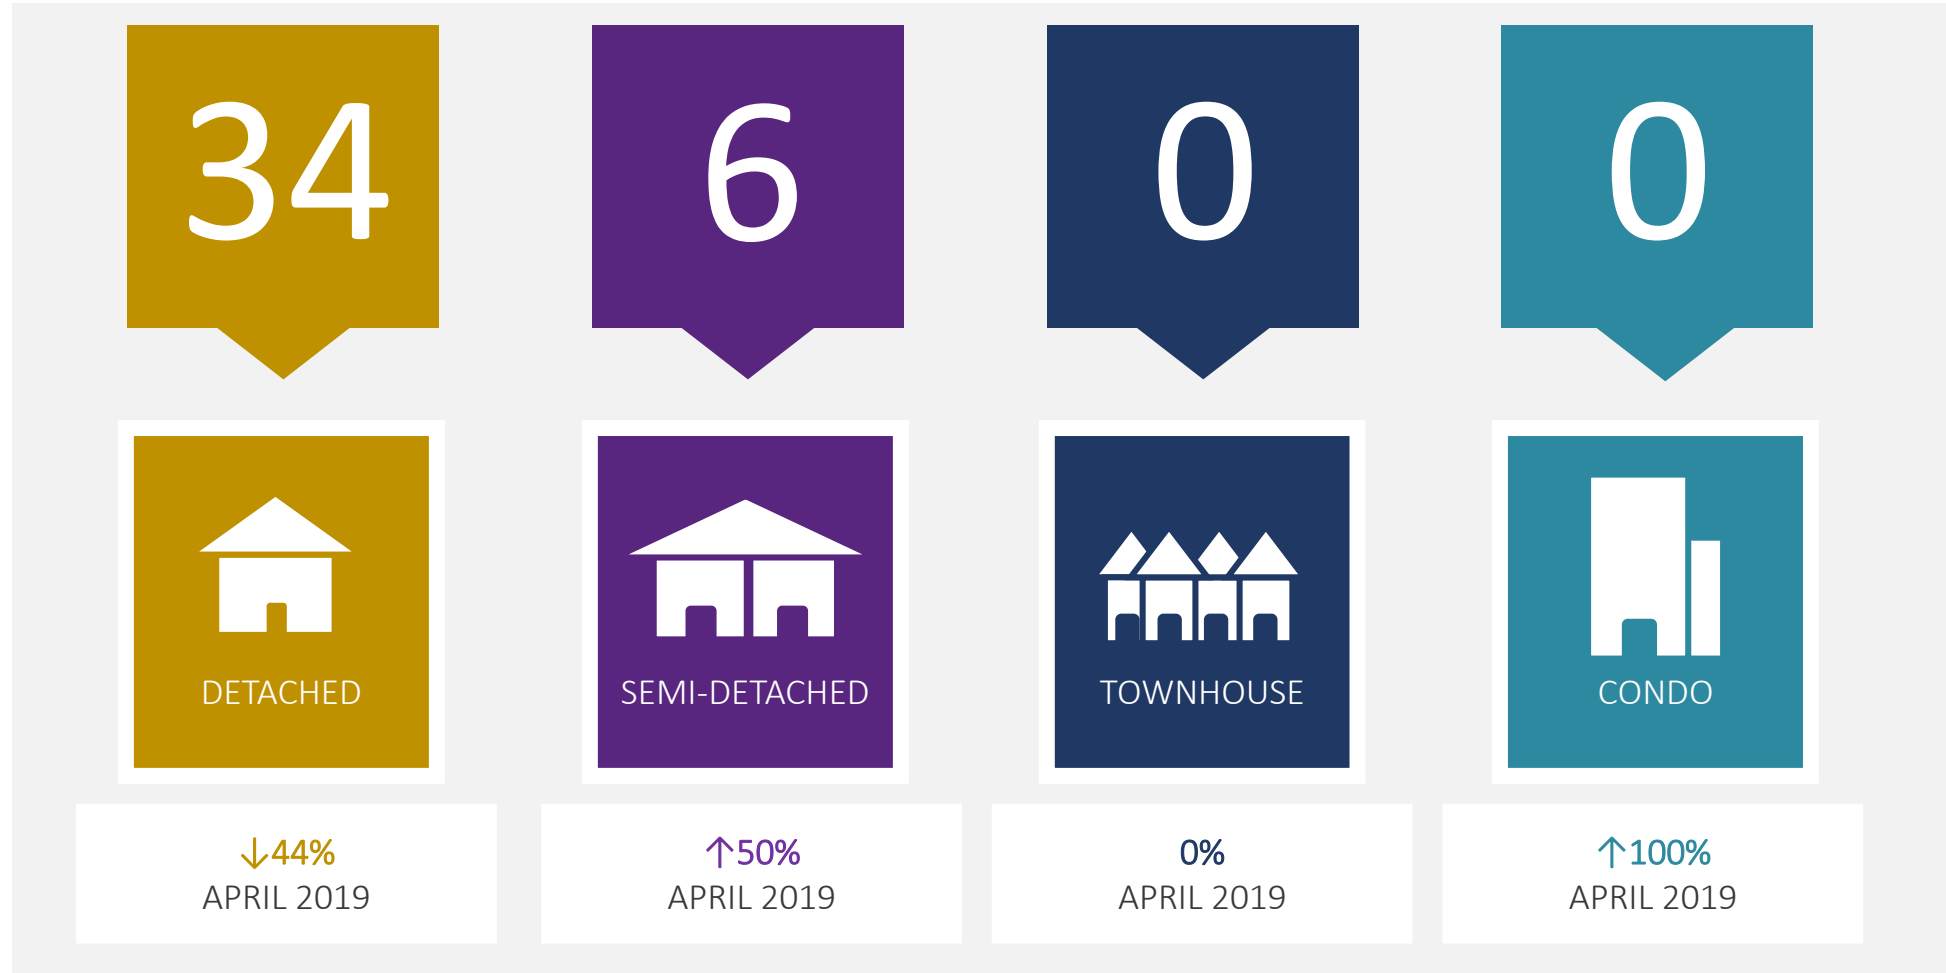 34
6
0
0
DETACHED
SEMI-DETACHED
TOWNHOUSE
CONDO
↓44%
APRIL 2019
↑50%
APRIL 2019
0%
APRIL 2019
↑100%
APRIL 2019